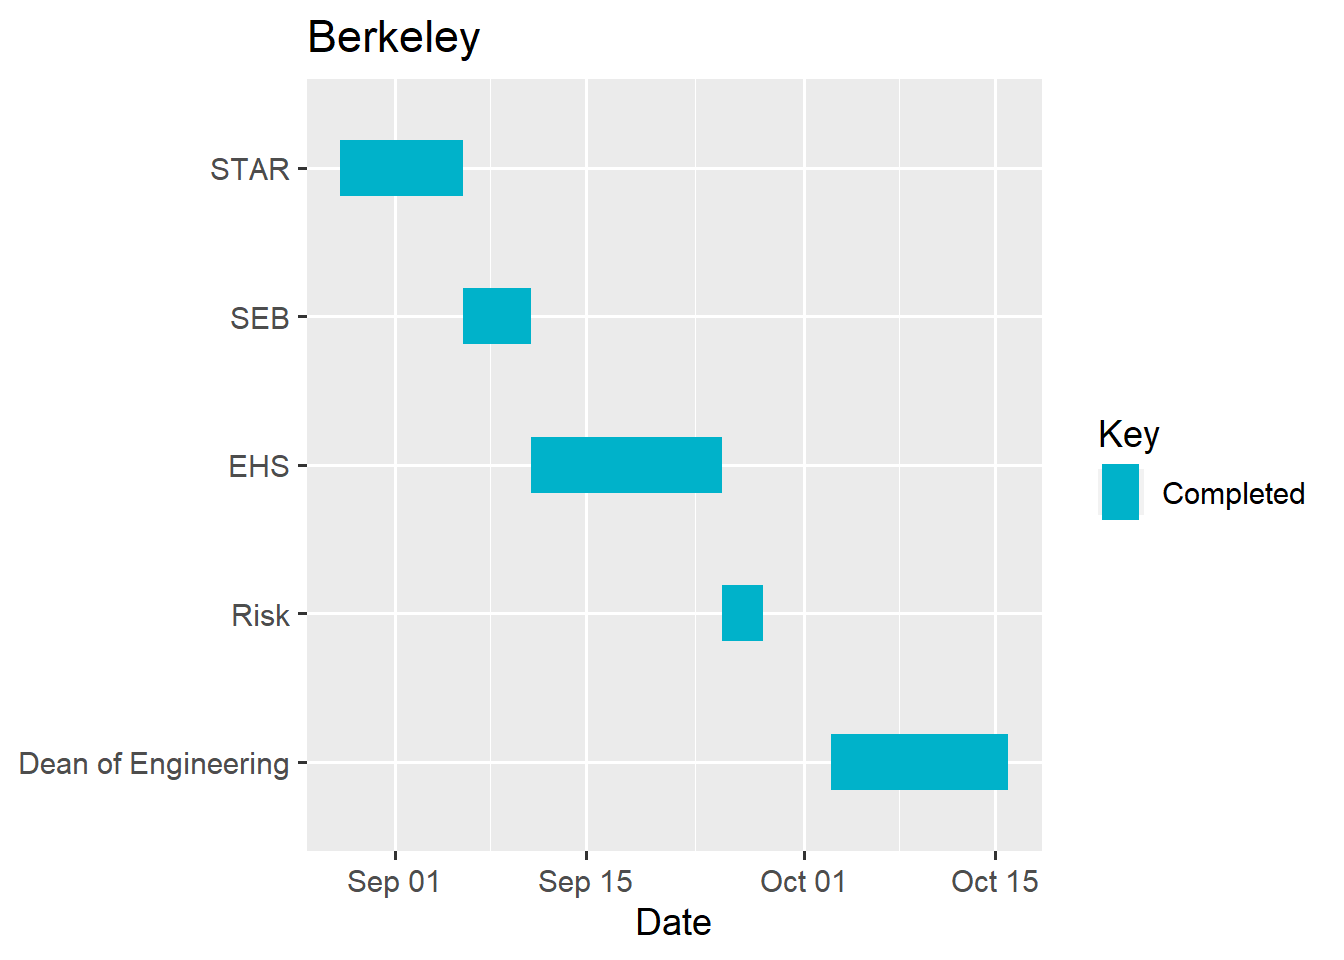 Berkeley
STAR
SEB
EHS
Risk
Dean of Engineering
Sep 01
Sep 15
Oct 01
Oct 15
Date
Key
Completed